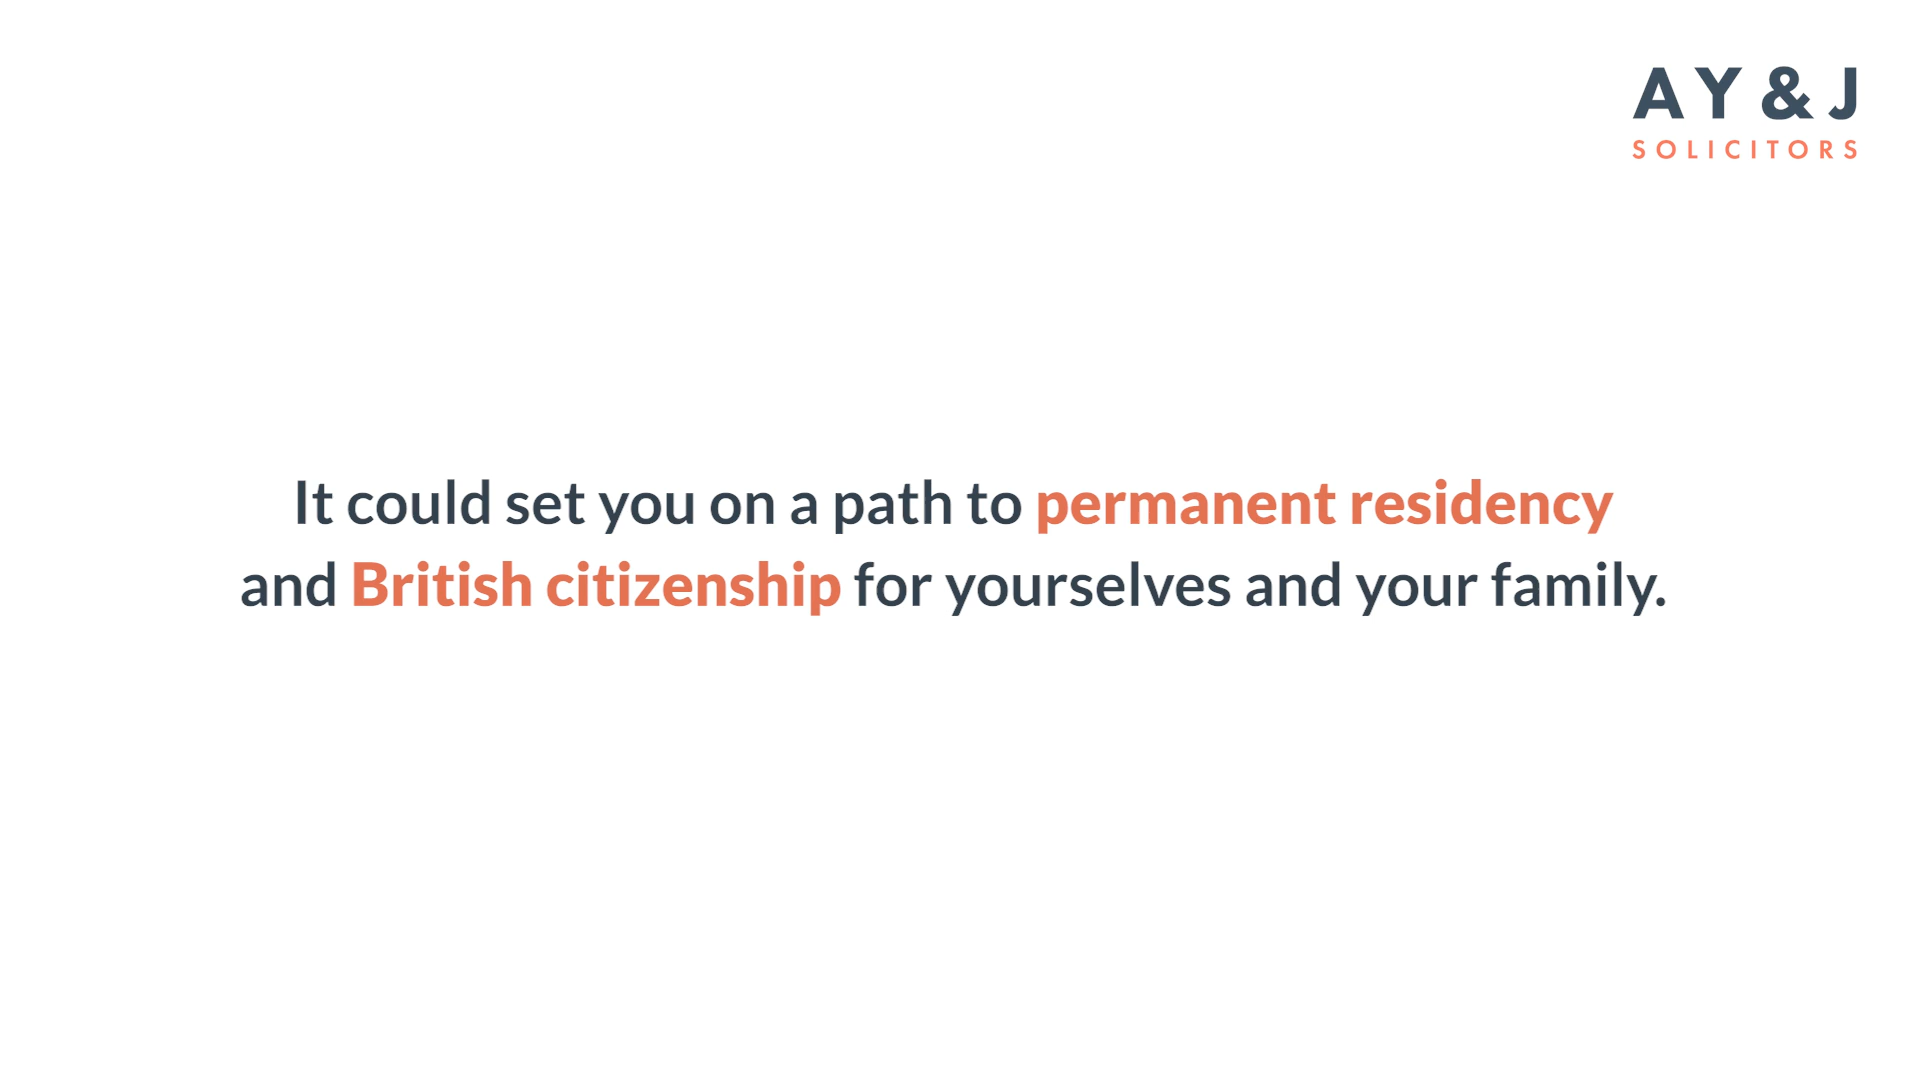 AY&J
SOLICITORS
It could set you on a path to permanent residency
and British citizenship for yourselves and your family.